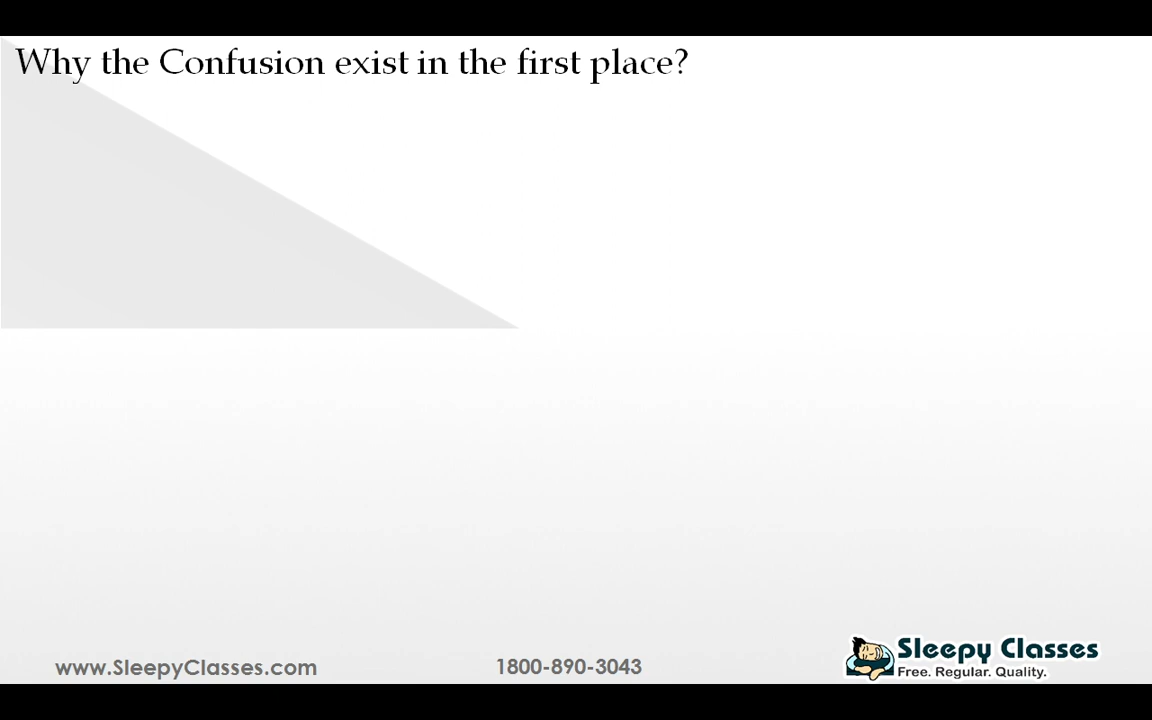 Why the Confusion exist in the first place?
www.SleepyClasses.com
1800-890-3043
Sleepy Classes
Free. Regular. Quality.